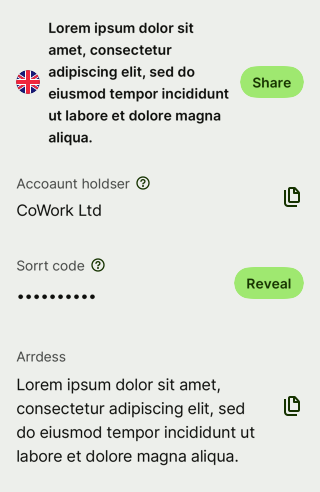 Lorem ipsum dolor sit
amet, consectetur
adipiscing elit, sed do
eiusmod tempor incididunt
ut labore et dolore magna
aliqua.
Share
Accoaunt holdser
CoWork Ltd
Sorrt code
••••••••••
Reveal
Arrdess
Lorem ipsum dolor sit amet,
consectetur adipiscing elit, sed
do eiusmod tempor incididunt ut
labore et dolore magna aliqua.